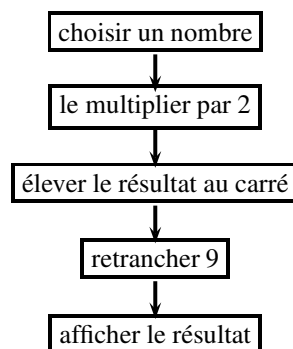 choisir un nombre
le multiplier par 2
élever le résultat au carré
retrancher 9
afficher le résultat